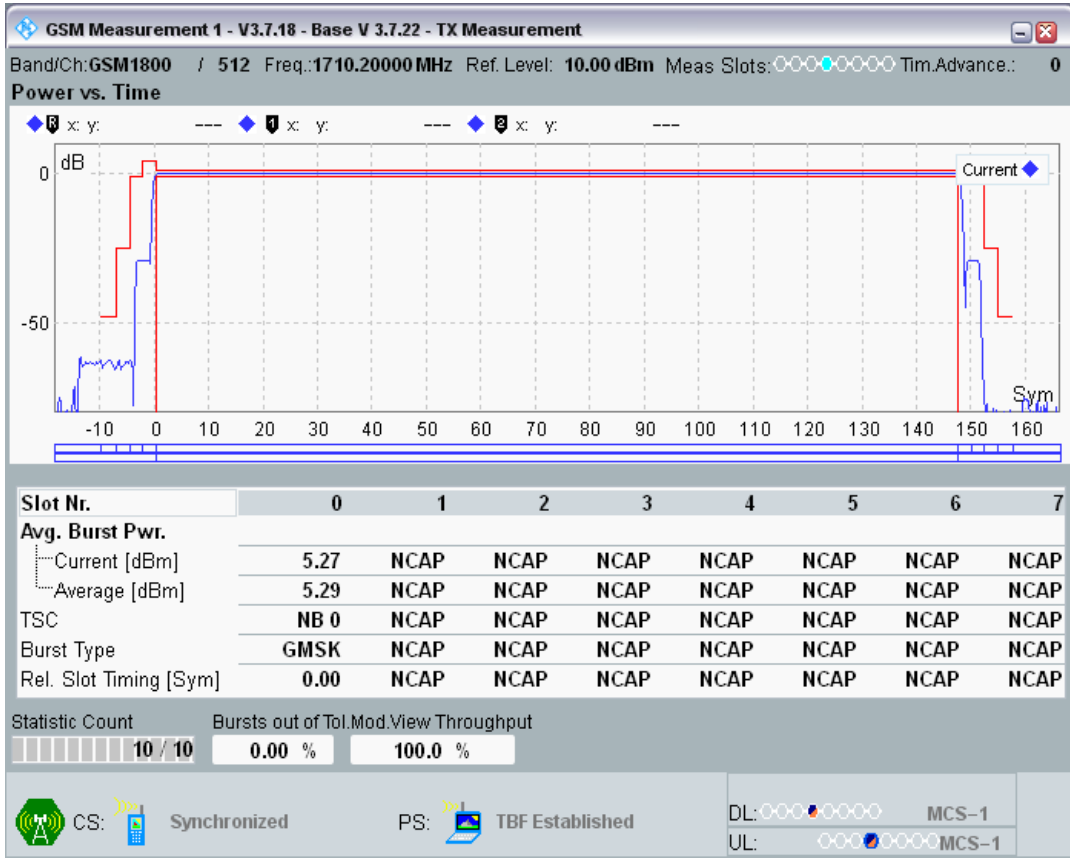 GSM Measurement 1 - V3.7.18 - Base V 3.7.22 - TX Measurement
Band/Ch:GSM1800 / 512 Freq.:1710.20000 MHz Ref. Level: 10.00 dBm Meas Slots: Tim.Advance.: 0
Power vs. Time
R x: y: --- 1 x: y: --- 2 x: y: ---
dB
Current
0
-50
Sym
-10 0 10 20 30 40 50 60 70 80 90 100 110 120 130 140 150 160
Slot Nr. 0 1 2 3 4 5 6 7
Avg. Burst Pwr.
Current [dBm] 5.27 NCAP NCAP NCAP NCAP NCAP NCAP NCAP
Average [dBm] 5.29 NCAP NCAP NCAP NCAP NCAP NCAP NCAP
TSC NB 0 NCAP NCAP NCAP NCAP NCAP NCAP NCAP
Burst Type GMSK NCAP NCAP NCAP NCAP NCAP NCAP NCAP
Rel. Slot Timing [Sym] 0.00 NCAP NCAP NCAP NCAP NCAP NCAP NCAP
Statistic Count Bursts out of Tol. Mod.View Throughput
10 / 10 0.00 % 100.0 %
CS: Synchronized PS: TBF Established DL: MCS-1
UL: MCS-1